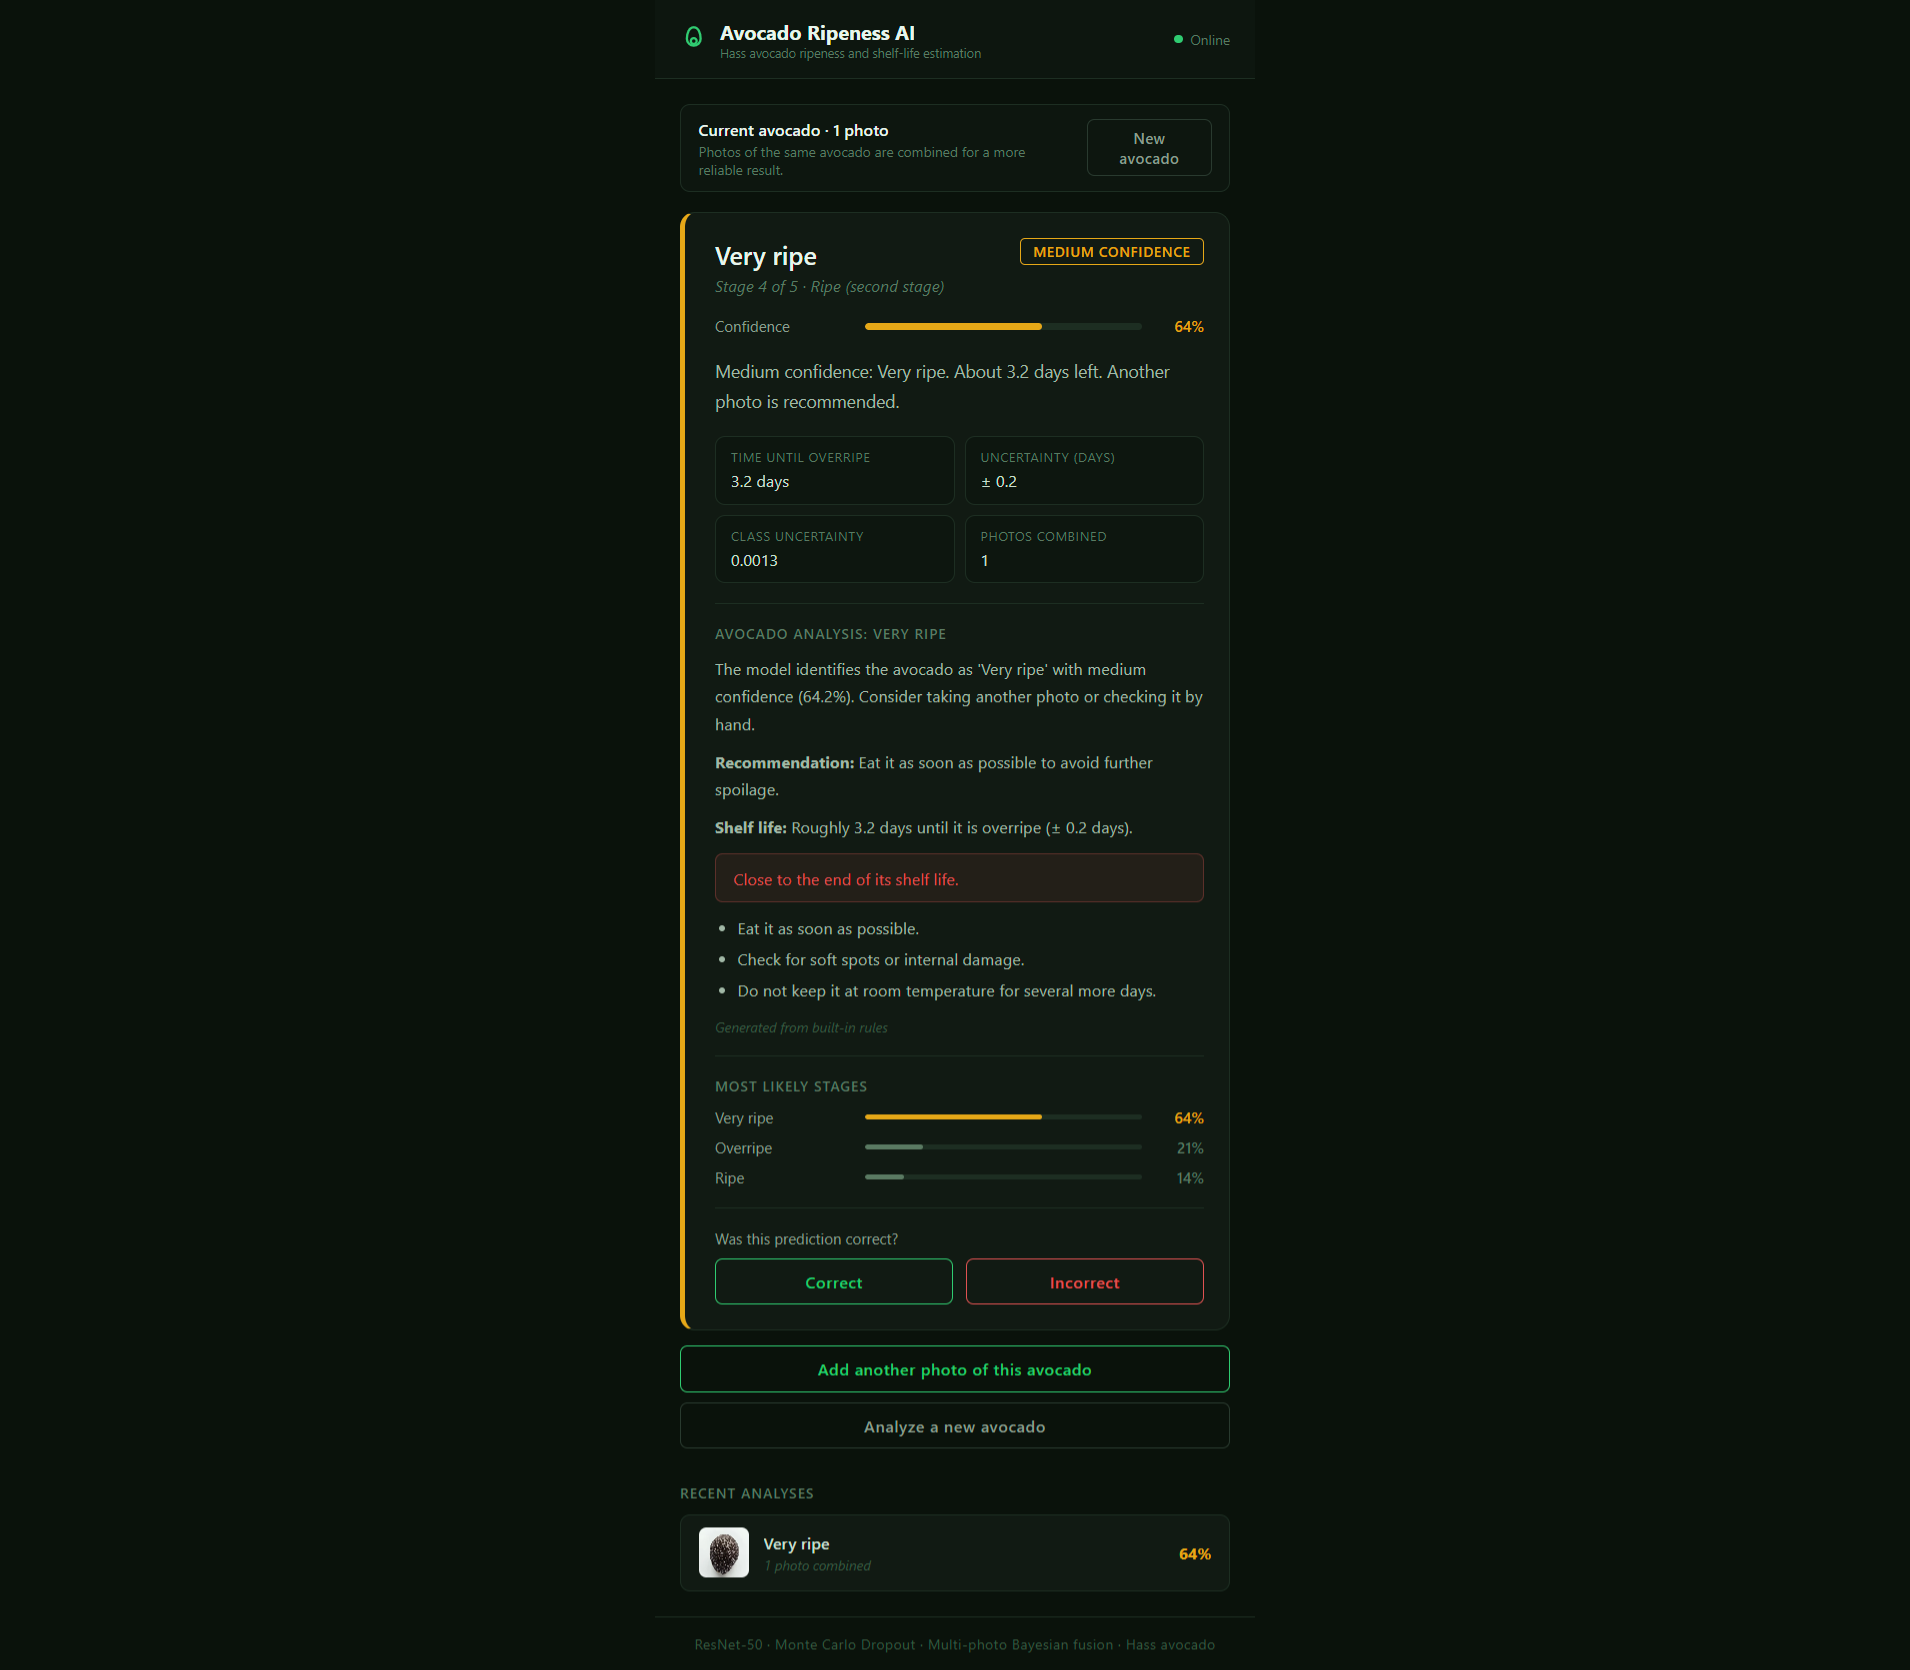 Avocado Ripeness AI
Hass avocado ripeness and shelf-life estimation
Online
Current avocado · 1 photo
Photos of the same avocado are combined for a more
reliable result.
New
avocado
Very ripe
MEDIUM CONFIDENCE
Stage 4 of 5 · Ripe (second stage)
Confidence
64%
Medium confidence: Very ripe. About 3.2 days left. Another
photo is recommended.
TIME UNTIL OVERRIPE
3.2 days
UNCERTAINTY (DAYS)
± 0.2
CLASS UNCERTAINTY
0.0013
PHOTOS COMBINED
1
AVOCADO ANALYSIS: VERY RIPE
The model identifies the avocado as 'Very ripe' with medium
confidence (64.2%). Consider taking another photo or checking it by
hand.
Recommendation: Eat it as soon as possible to avoid further
spoilage.
Shelf life: Roughly 3.2 days until it is overripe (± 0.2 days).
Close to the end of its shelf life.
• Eat it as soon as possible.
• Check for soft spots or internal damage.
• Do not keep it at room temperature for several more days.
Generated from built-in rules
MOST LIKELY STAGES
Very ripe 64%
Overripe 21%
Ripe 14%
Was this prediction correct?
Correct
Incorrect
Add another photo of this avocado
Analyze a new avocado
RECENT ANALYSES
Very ripe
1 photo combined
64%
ResNet-50 · Monte Carlo Dropout · Multi-photo Bayesian fusion · Hass avocado